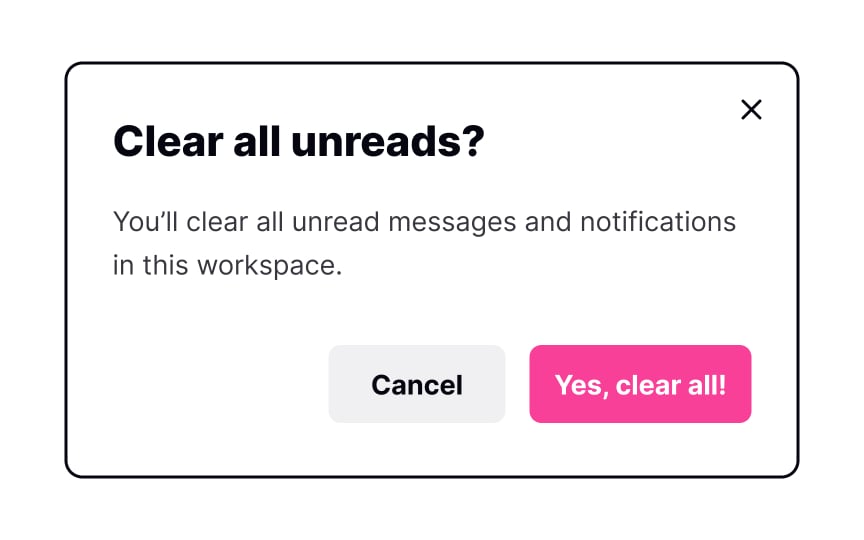 Clear all unreads?
You’ll clear all unread messages and notifications
in this workspace.
Cancel
Yes, clear all!